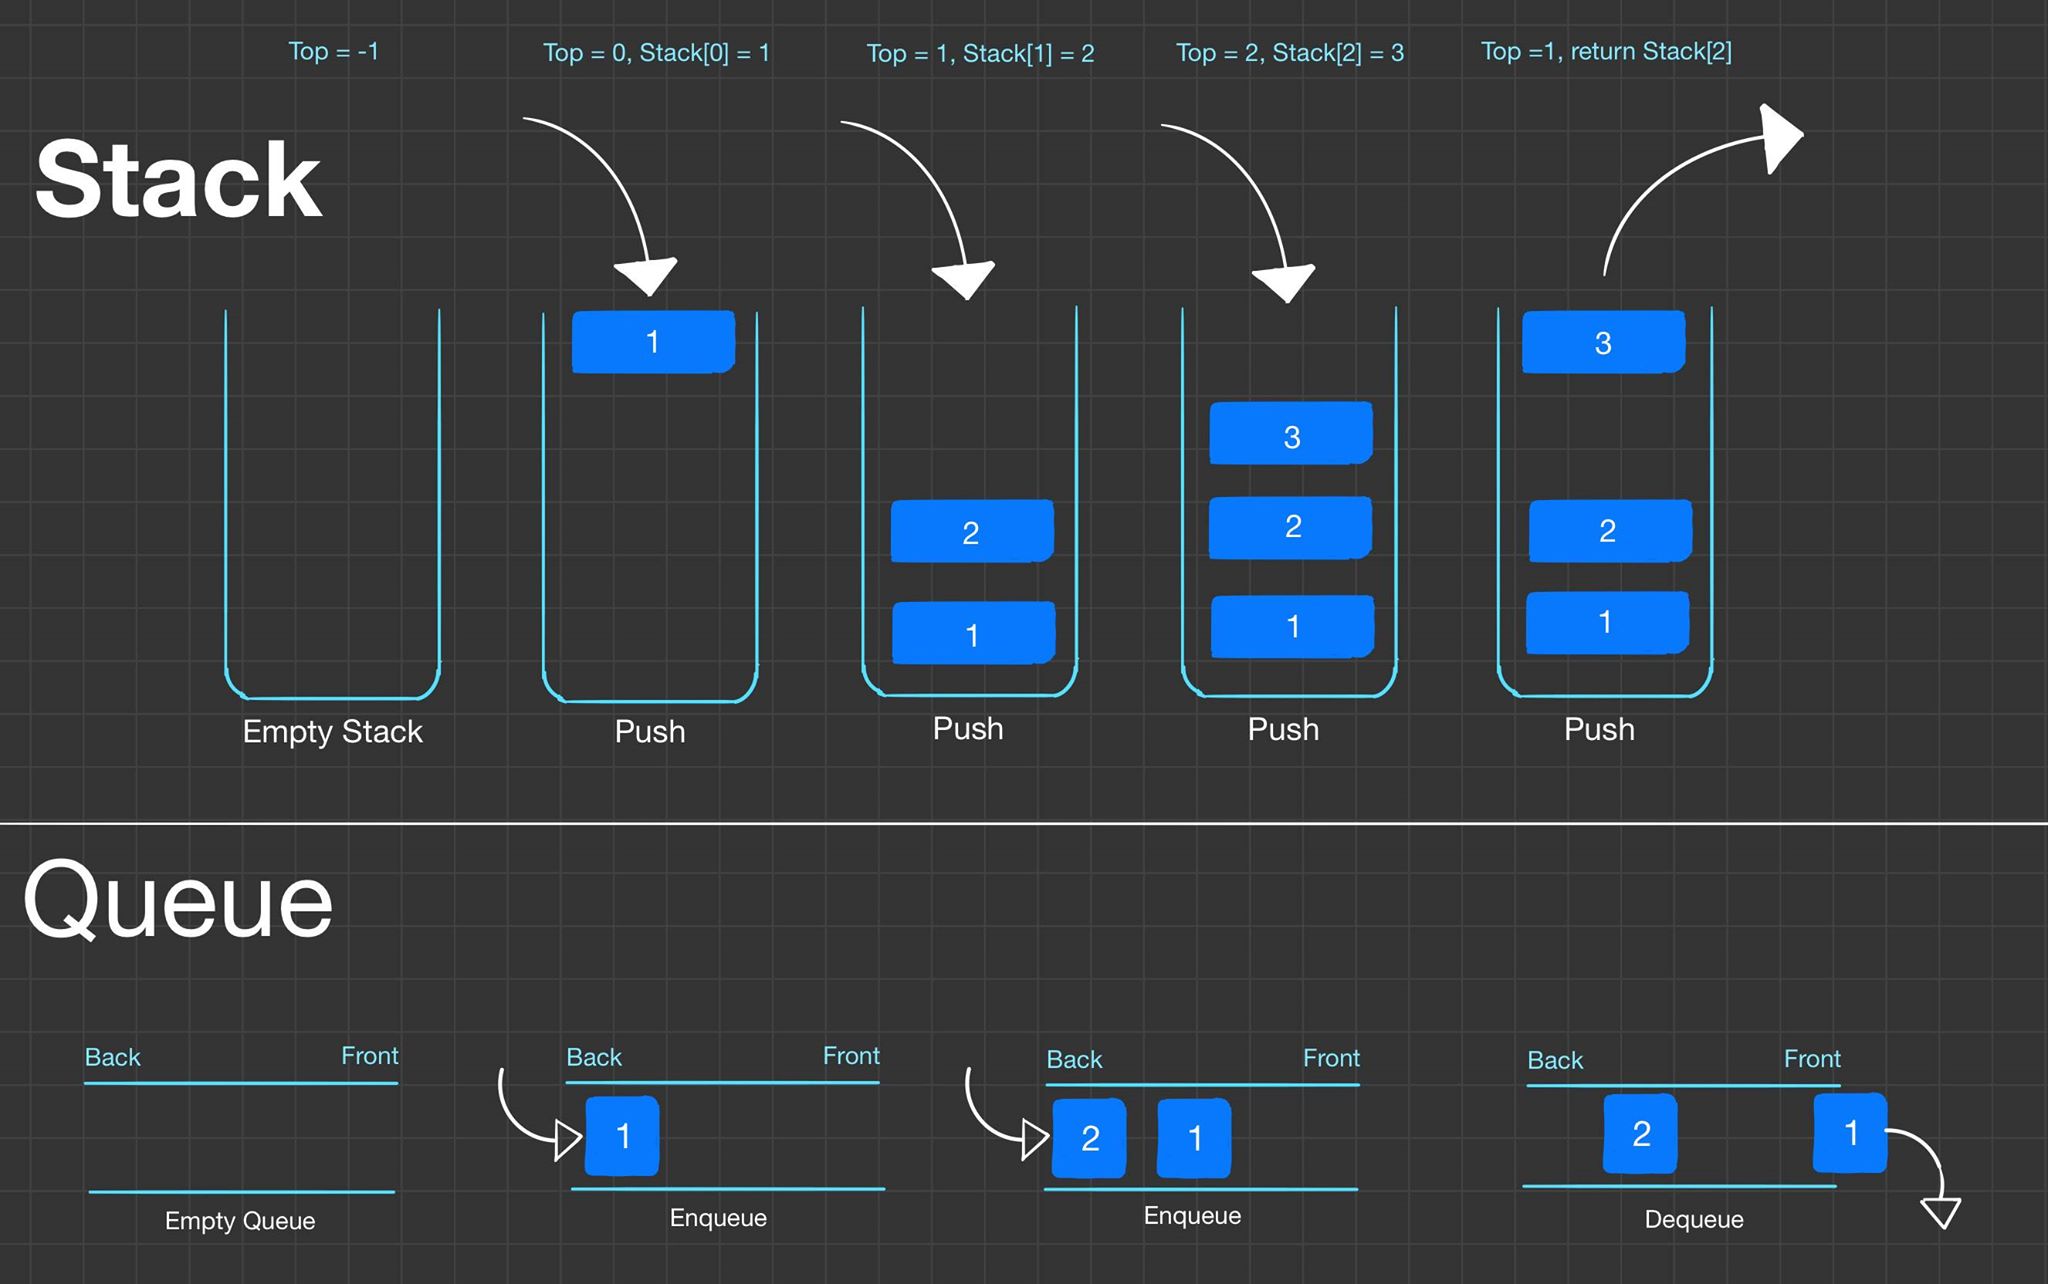 Top = -1
Top = 0, Stack[0] = 1
Top = 1, Stack[1] = 2
Top = 2, Stack[2] = 3
Top =1, return Stack[2]
Stack
1
2
1
3
2
1
3
2
1
Empty Stack
Push
Push
Push
Push
Queue
Back Front
Back Front
Back Front
Back Front
1
2 1
2 1
Empty Queue
Enqueue
Enqueue
Dequeue